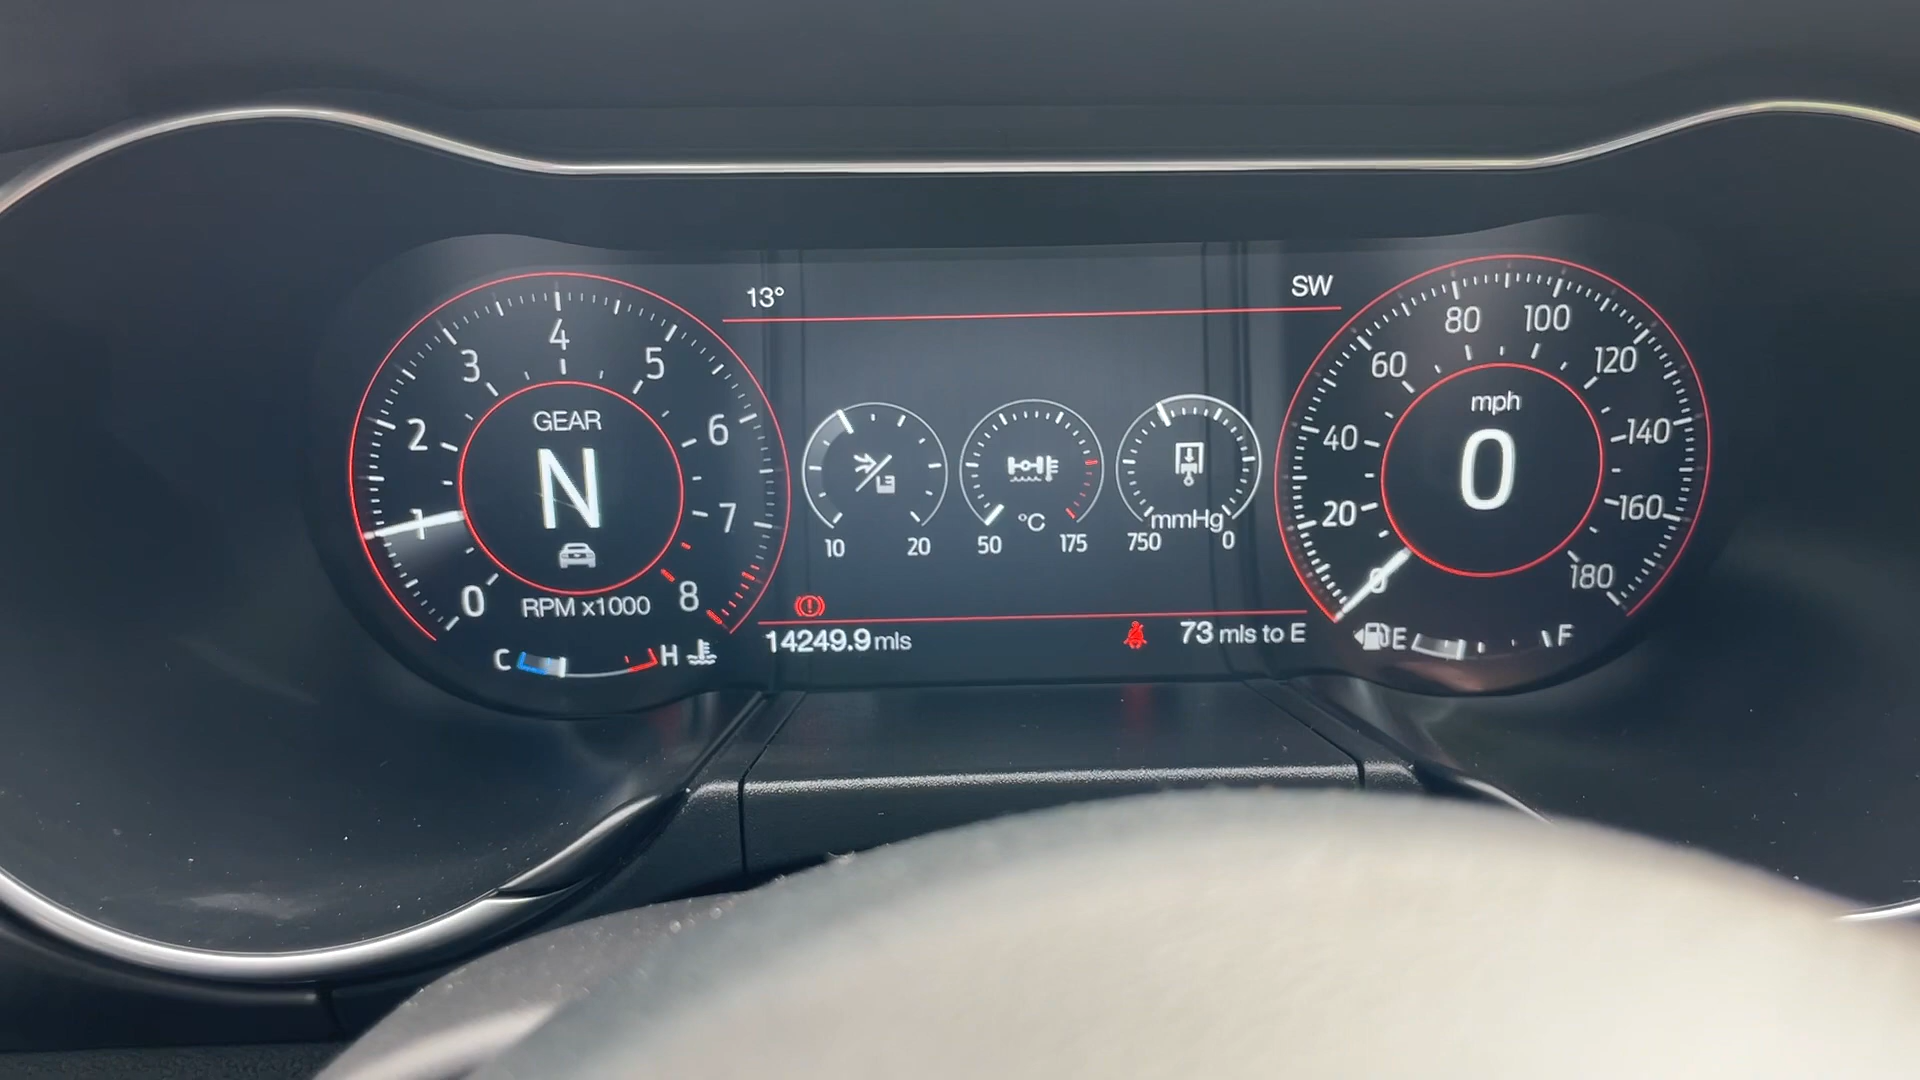 13° SW
GEAR
N
RPM x1000
0 1 2 3 4 5 6 7 8
C H
10 20
°C
50 175
mmHg
750 0
14249.9 mls
73 mls to E
mph
0
0 20 40 60 80 100 120 140 160 180
E F